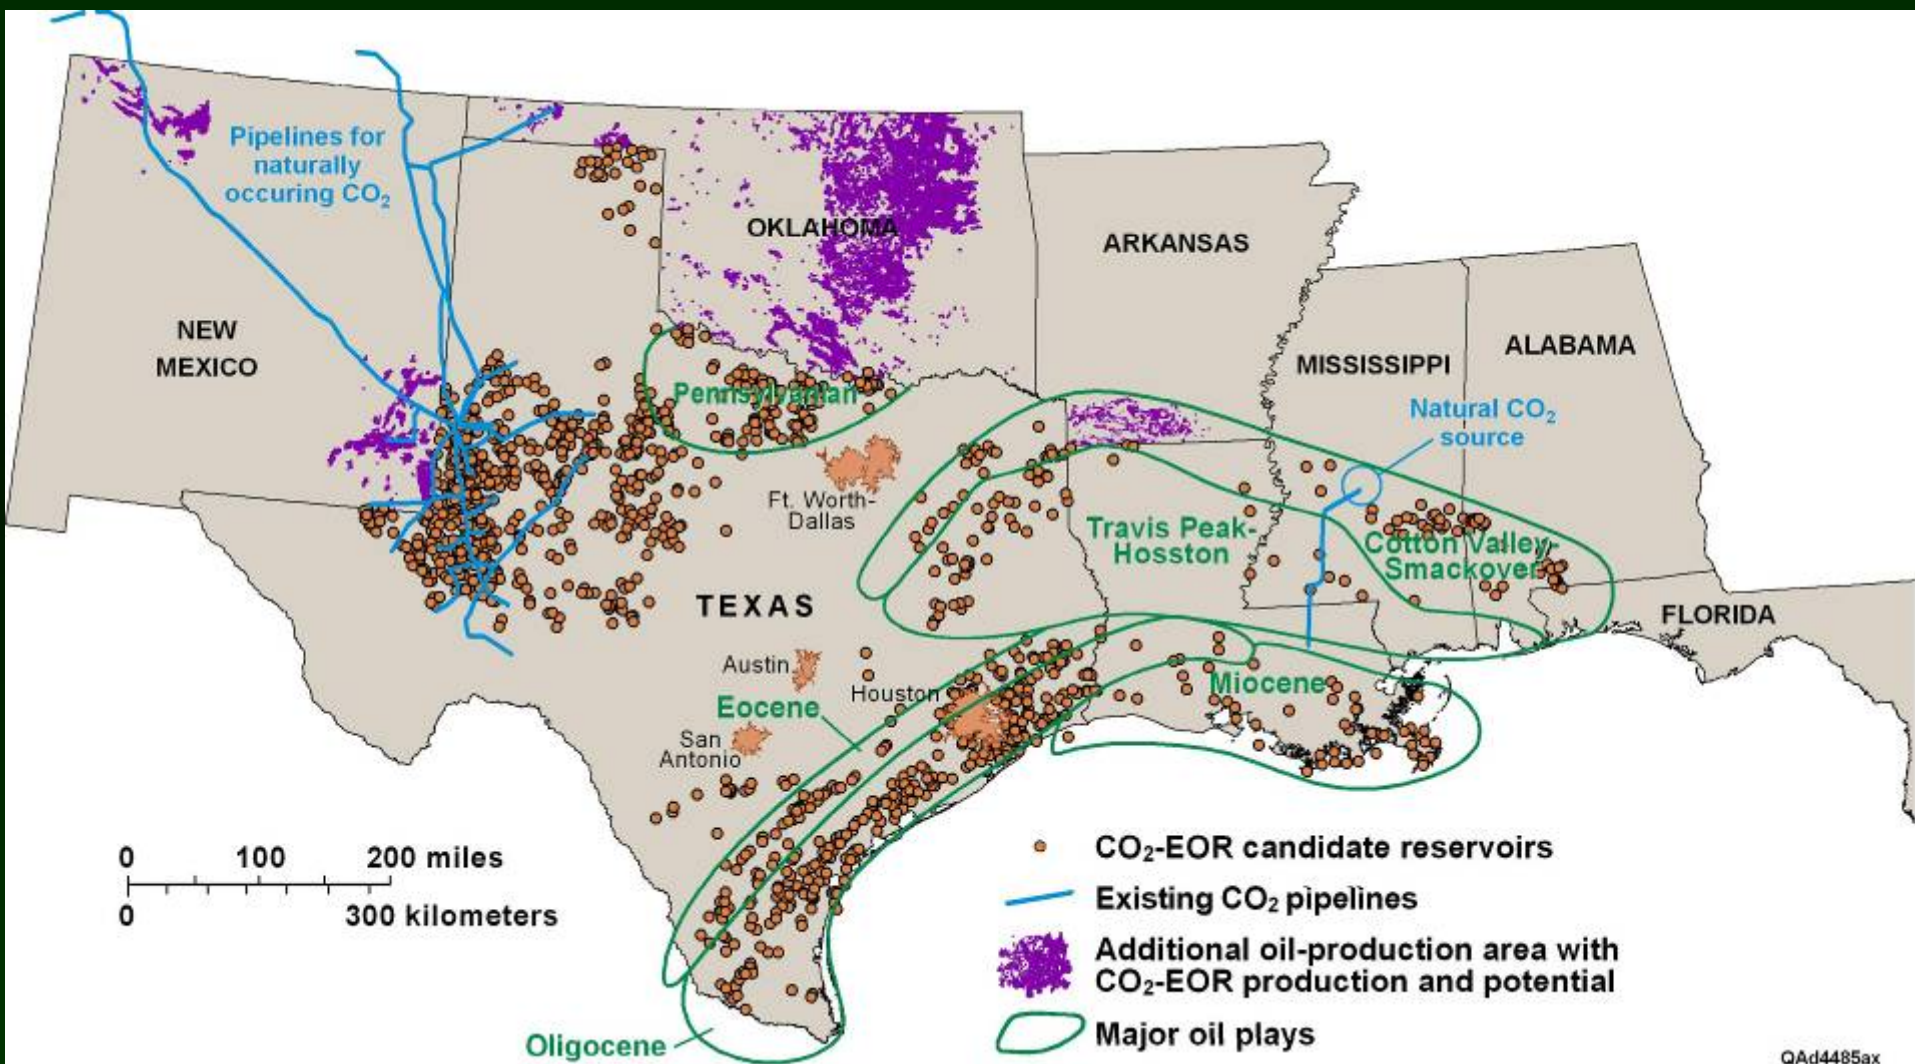 Pipelines for
naturally
occuring CO₂
OKLAHOMA
ARKANSAS
NEW
MEXICO
MISSISSIPPI
ALABAMA
Pennsylvanian
Natural CO₂
source
Ft. Worth-
Dallas
Travis Peak-
Hosston
Cotton Valley-
Smackover
TEXAS
FLORIDA
Austin
Houston
Eocene
Miocene
San
Antonio
0 100 200 miles
0 300 kilometers
CO₂-EOR candidate reservoirs
Existing CO₂ pipelines
Additional oil-production area with
CO₂-EOR production and potential
Major oil plays
Oligocene
QAd4485ax